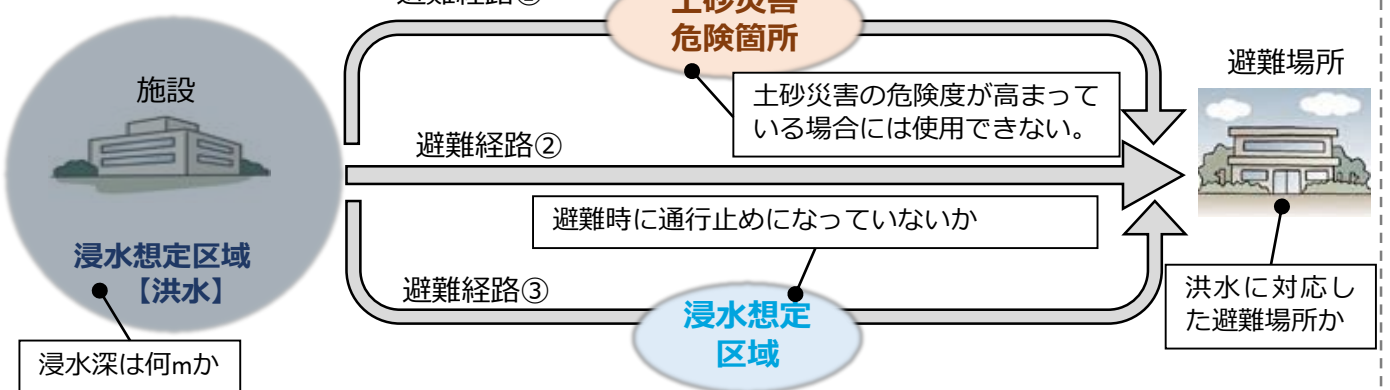 土砂災害
危険箇所
避難場所
施設
土砂災害の危険度が高まって
いる場合には使用できない。
避難経路②
避難時に通行止めになっていないか
浸水想定区域
【洪水】
避難経路③
浸水想定
区域
洪水に対応し
た避難場所か
浸水深は何mか